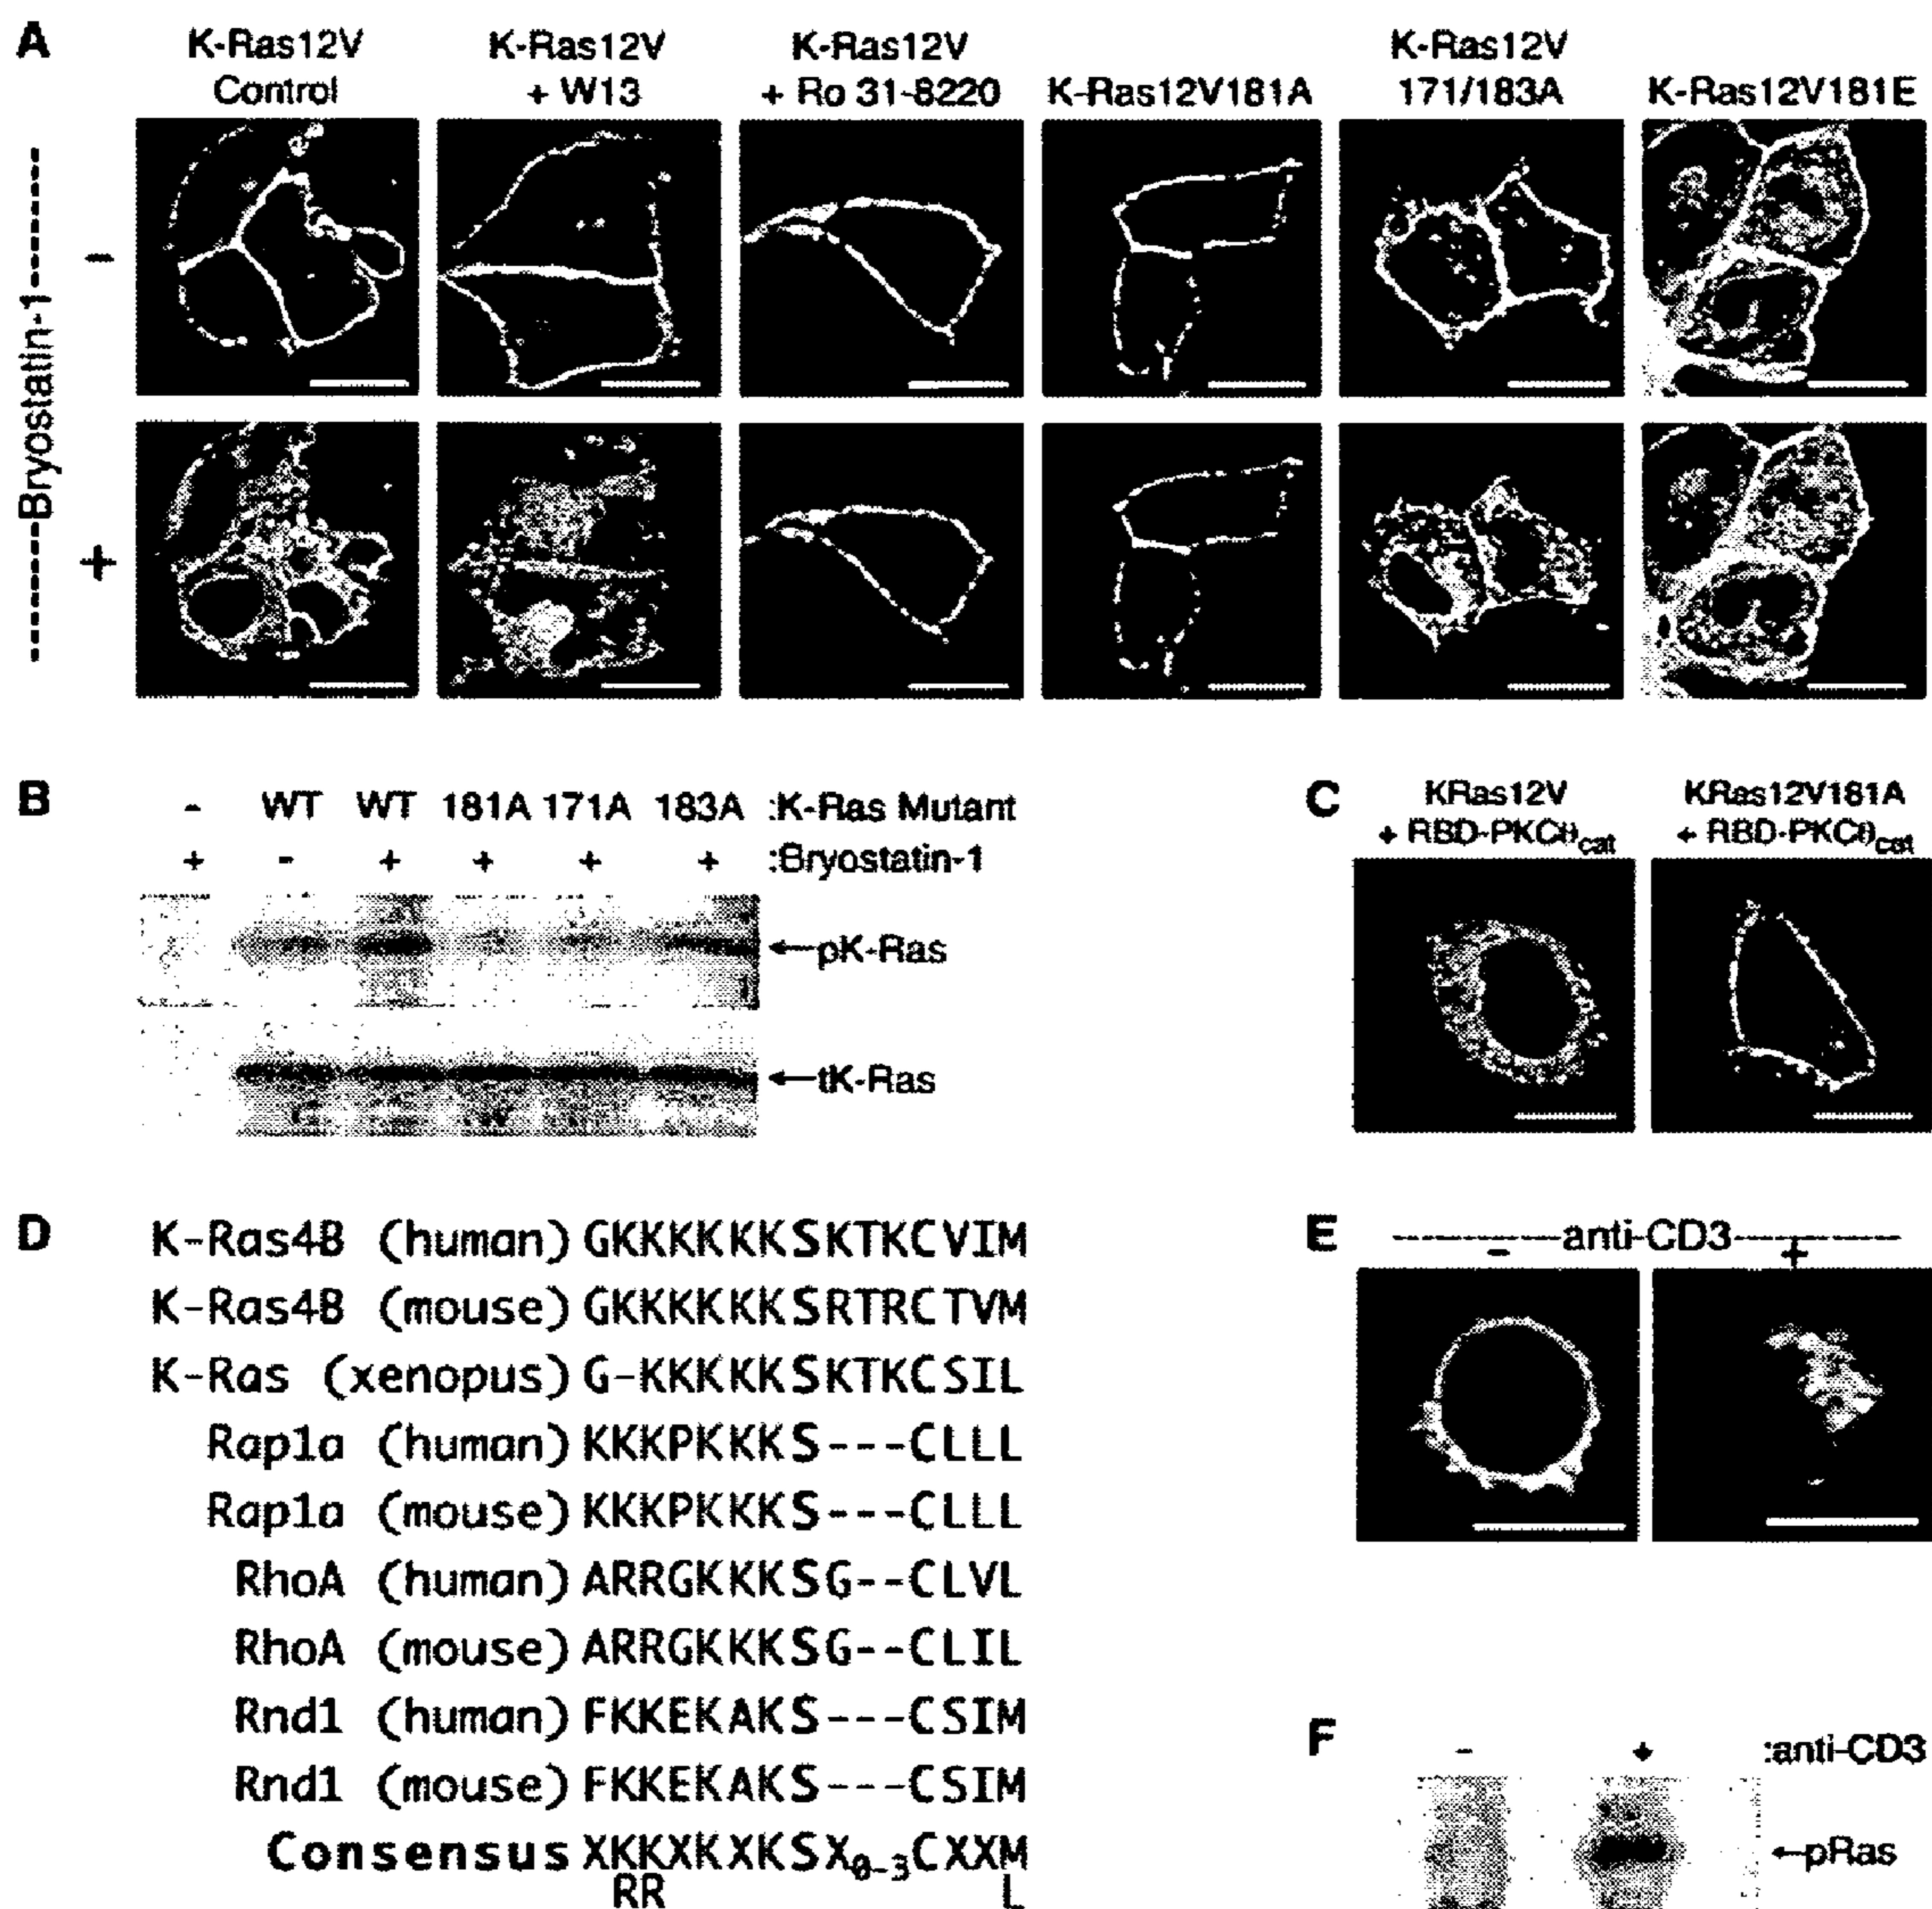 A
K-Ras12V Control
K-Ras12V + W13
K-Ras12V + Ro 31-8220
K-Ras12V181A
K-Ras12V 171/183A
K-Ras12V181E
--------Bryostatin-1--------
-
+
B
- WT WT 181A 171A 183A :K-Ras Mutant
+ - + + + + :Bryostatin-1
←pK-Ras
←tK-Ras
C
KRas12V + RBD-PKCθcat
KRas12V181A + RBD-PKCθcat
D
K-Ras4B (human) GKKKKKKSKTKCVIM
K-Ras4B (mouse) GKKKKKKSRTRCTVM
K-Ras (xenopus) G-KKKKKSKTKCSIL
Rap1a (human) KKKPKKKS---CLLL
Rap1a (mouse) KKKPKKKS---CLLL
RhoA (human) ARRGKKKSG--CLVL
RhoA (mouse) ARRGKKKSG--CLIL
Rnd1 (human) FKKEKAKS---CSIM
Rnd1 (mouse) FKKEKAKS---CSIM
Consensus XKKXKXKSX0-3CXXM
RR L
E
----------anti-CD3----------
- +
F
- + :anti-CD3
←pRas